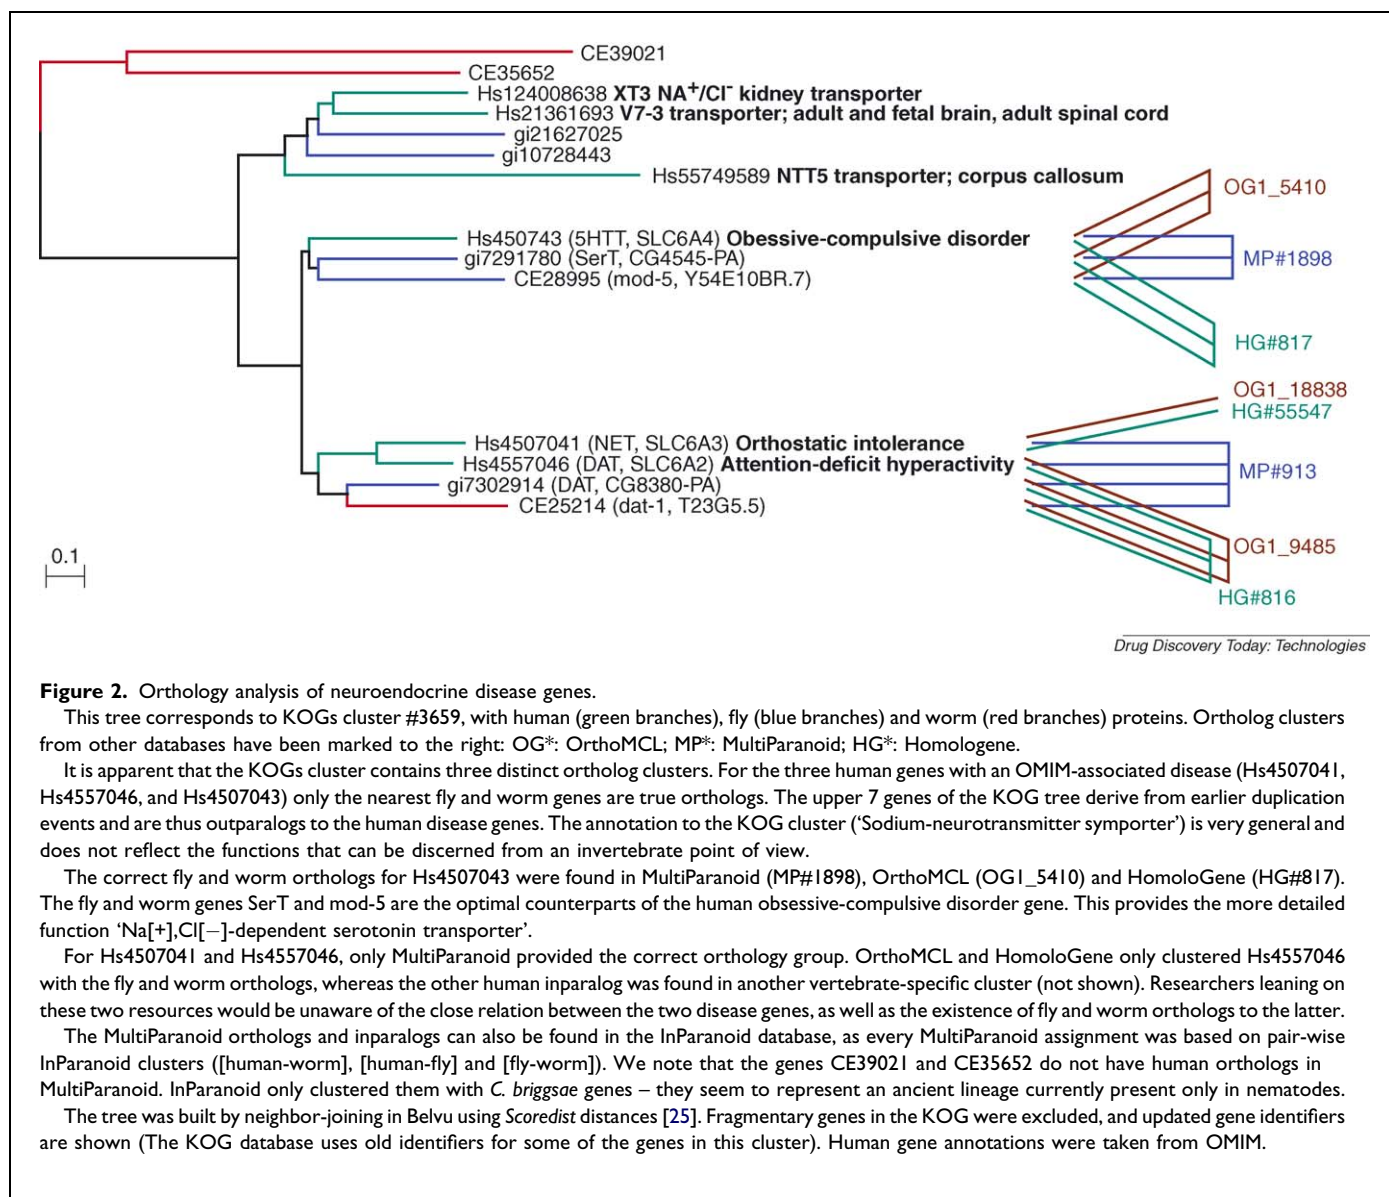 CE39021
CE35652
Hs124008638 XT3 NA+/Cl- kidney transporter
Hs21361693 V7-3 transporter; adult and fetal brain, adult spinal cord
gi21627025
gi10728443
Hs55749589 NTT5 transporter; corpus callosum
OG1_5410
Hs450743 (5HTT, SLC6A4) Obessive-compulsive disorder
gi7291780 (SerT, CG4545-PA)
MP#1898
CE28995 (mod-5, Y54E10BR.7)
HG#817
OG1_18838
HG#55547
Hs4507041 (NET, SLC6A3) Orthostatic intolerance
Hs4557046 (DAT, SLC6A2) Attention-deficit hyperactivity
MP#913
gi7302914 (DAT, CG8380-PA)
CE25214 (dat-1, T23G5.5)
OG1_9485
0.1
HG#816
Drug Discovery Today: Technologies
Figure 2. Orthology analysis of neuroendocrine disease genes.
This tree corresponds to KOGs cluster #3659, with human (green branches), fly (blue branches) and worm (red branches) proteins. Ortholog clusters
from other databases have been marked to the right: OG*: OrthoMCL; MP*: MultiParanoid; HG*: Homologene.
It is apparent that the KOGs cluster contains three distinct ortholog clusters. For the three human genes with an OMIM-associated disease (Hs4507041,
Hs4557046, and Hs4507043) only the nearest fly and worm genes are true orthologs. The upper 7 genes of the KOG tree derive from earlier duplication
events and are thus outparalogs to the human disease genes. The annotation to the KOG cluster (‘Sodium-neurotransmitter symporter’) is very general and
does not reflect the functions that can be discerned from an invertebrate point of view.
The correct fly and worm orthologs for Hs4507043 were found in MultiParanoid (MP#1898), OrthoMCL (OG1_5410) and HomoloGene (HG#817).
The fly and worm genes SerT and mod-5 are the optimal counterparts of the human obsessive-compulsive disorder gene. This provides the more detailed
function ‘Na[+],Cl[−]-dependent serotonin transporter’.
For Hs4507041 and Hs4557046, only MultiParanoid provided the correct orthology group. OrthoMCL and HomoloGene only clustered Hs4557046
with the fly and worm orthologs, whereas the other human inparalog was found in another vertebrate-specific cluster (not shown). Researchers leaning on
these two resources would be unaware of the close relation between the two disease genes, as well as the existence of fly and worm orthologs to the latter.
The MultiParanoid orthologs and inparalogs can also be found in the InParanoid database, as every MultiParanoid assignment was based on pair-wise
InParanoid clusters ([human-worm], [human-fly] and [fly-worm]). We note that the genes CE39021 and CE35652 do not have human orthologs in
MultiParanoid. InParanoid only clustered them with C. briggsae genes – they seem to represent an ancient lineage currently present only in nematodes.
The tree was built by neighbor-joining in Belvu using Scoredist distances [25]. Fragmentary genes in the KOG were excluded, and updated gene identifiers
are shown (The KOG database uses old identifiers for some of the genes in this cluster). Human gene annotations were taken from OMIM.